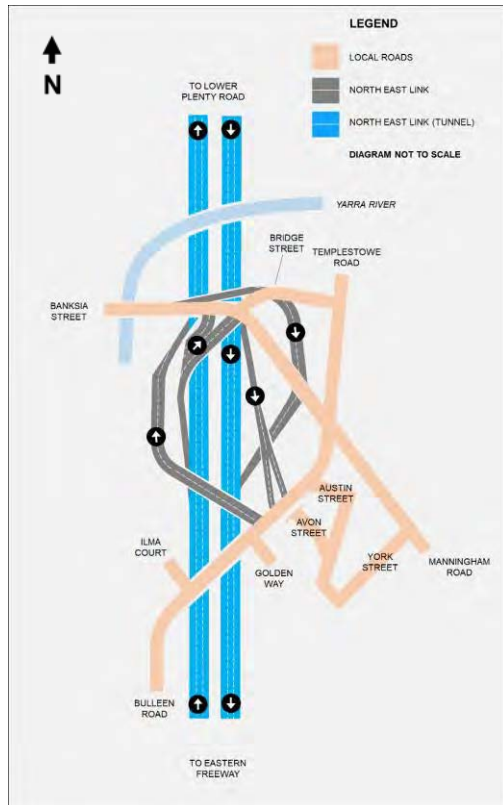 LEGEND
LOCAL ROADS
NORTH EAST LINK
NORTH EAST LINK (TUNNEL)
DIAGRAM NOT TO SCALE
N
TO LOWER
PLENTY ROAD
YARRA RIVER
BRIDGE
STREET
TEMPLESTOWE
ROAD
BANKSIA
STREET
AUSTIN
STREET
AVON
STREET
ILMA
COURT
GOLDEN
WAY
YORK
STREET
MANNINGHAM
ROAD
BULLEEN
ROAD
TO EASTERN
FREEWAY